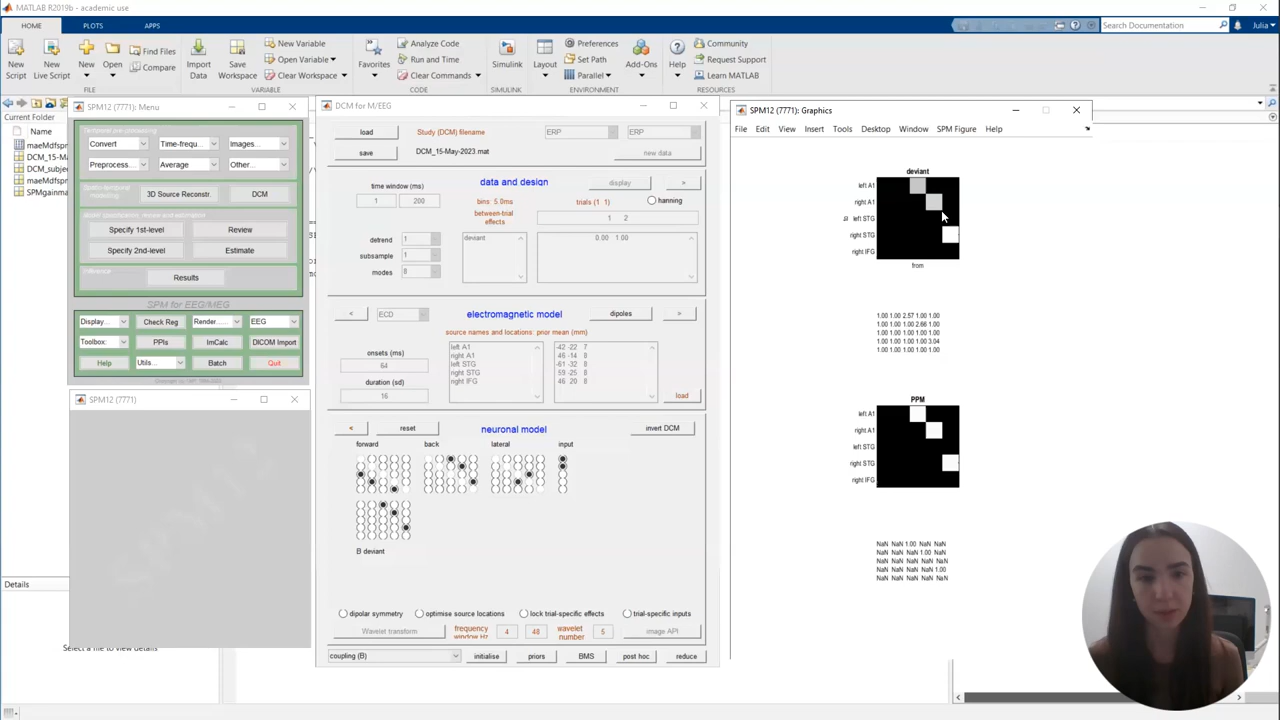 MATLAB R2019b - academic use
HOME PLOTS APPS
Search Documentation
Julia
New Script
New Live Script
New
Open
Find Files
Compare
Import Data
Save Workspace
New Variable
Open Variable
Clear Workspace
Favorites
Analyze Code
Run and Time
Clear Commands
Simulink
Layout
Preferences
Set Path
Parallel
Add-Ons
Help
Community
Request Support
Learn MATLAB
FILE VARIABLE CODE SIMULINK ENVIRONMENT RESOURCES
Current Folder
Name
maeMdfsp
DCM_15-Ma
DCM_subje
maeMdfsp
SPMgainma
Details
Select a file to view details
SPM12 (7771): Menu
Convert Time-frequ... Images...
Preprocess... Average Other...
3D Source Reconstr. DCM
Specify 1st-level Review
Specify 2nd-level Estimate
Inference
Results
SPM for EEG/MEG
Display... Check Reg Render... EEG
Toolbox: PPIs ImCalc DICOM Import
Help Utils... Batch Quit
SPM12 (7771)
DCM for M/EEG
load Study (DCM) filename ERP ERP
save DCM_15-May-2023.mat new data
time window (ms) data and design display >
1 200 bins: 5.0ms trials (1 1) hanning
between-trial effects 1 2
detrend 1 deviant 0.00 1.00
subsample 1
modes 8
< ECD electromagnetic model dipoles >
source names and locations: prior mean (mm)
onsets (ms)
64
duration (sd)
16
left A1 -42 -22 7
right A1 46 -14 8
left STG -61 -32 8
right STG 59 -25 8
right IFG 46 20 8
load
< reset neuronal model invert DCM
forward back lateral input
B deviant
dipolar symmetry optimise source locations lock trial-specific effects trial-specific inputs
Wavelet transform frequency window Hz 4 48 wavelet number 5 image API
coupling (B) initialise priors BMS post hoc reduce
SPM12 (7771): Graphics
File Edit View Insert Tools Desktop Window SPM Figure Help
deviant
left A1
right A1
left STG
right STG
right IFG
from
1.00 1.00 2.57 1.00 1.00
1.00 1.00 1.00 2.66 1.00
1.00 1.00 1.00 1.00 1.00
1.00 1.00 1.00 1.00 3.04
1.00 1.00 1.00 1.00 1.00
PPM
left A1
right A1
left STG
right STG
right IFG
NaN NaN 1.00 NaN NaN
NaN NaN NaN 1.00 NaN
NaN NaN NaN NaN NaN
NaN NaN NaN NaN 1.00
NaN NaN NaN NaN NaN